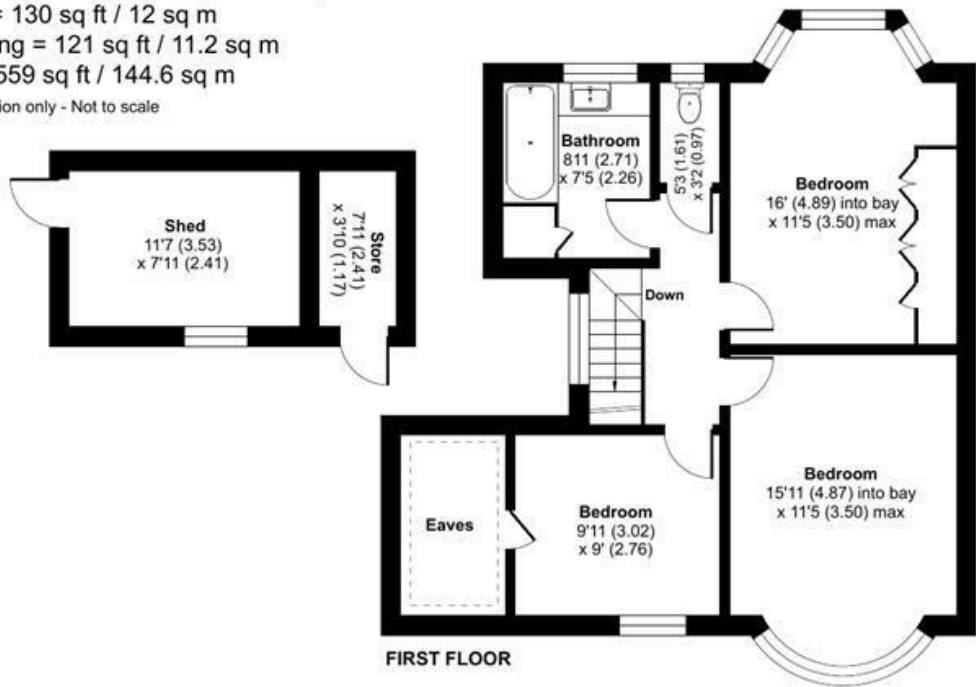 = 130 sq ft / 12 sq m
ng = 121 sq ft / 11.2 sq m
559 sq ft / 144.6 sq m
ion only - Not to scale
Shed
11'7 (3.53)
x 7'11 (2.41)
Store
7'11 (2.41)
x 3'10 (1.17)
Bathroom
811 (2.71)
x 7'5 (2.26)
5'3 (1.61)
x 3'2 (0.97)
Bedroom
16' (4.89) into bay
x 11'5 (3.50) max
Down
Eaves
Bedroom
9'11 (3.02)
x 9' (2.76)
Bedroom
15'11 (4.87) into bay
x 11'5 (3.50) max
FIRST FLOOR